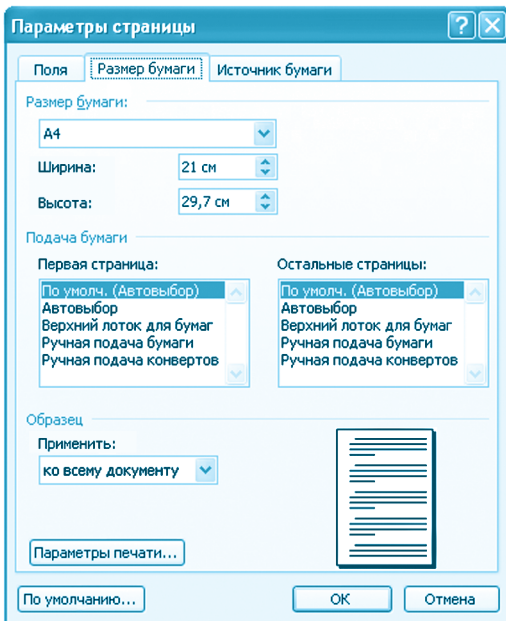 Параметры страницы
Поля Размер бумаги Источник бумаги
Размер бумаги:
A4
Ширина: 21 см
Высота: 29,7 см
Подача бумаги
Первая страница: Остальные страницы:
По умолч. (Автовыбор) По умолч. (Автовыбор)
Автовыбор Автовыбор
Верхний лоток для бумаг Верхний лоток для бумаг
Ручная подача бумаги Ручная подача бумаги
Ручная подача конвертов Ручная подача конвертов
Образец
Применить:
ко всему документу
Параметры печати...
По умолчанию... OK Отмена